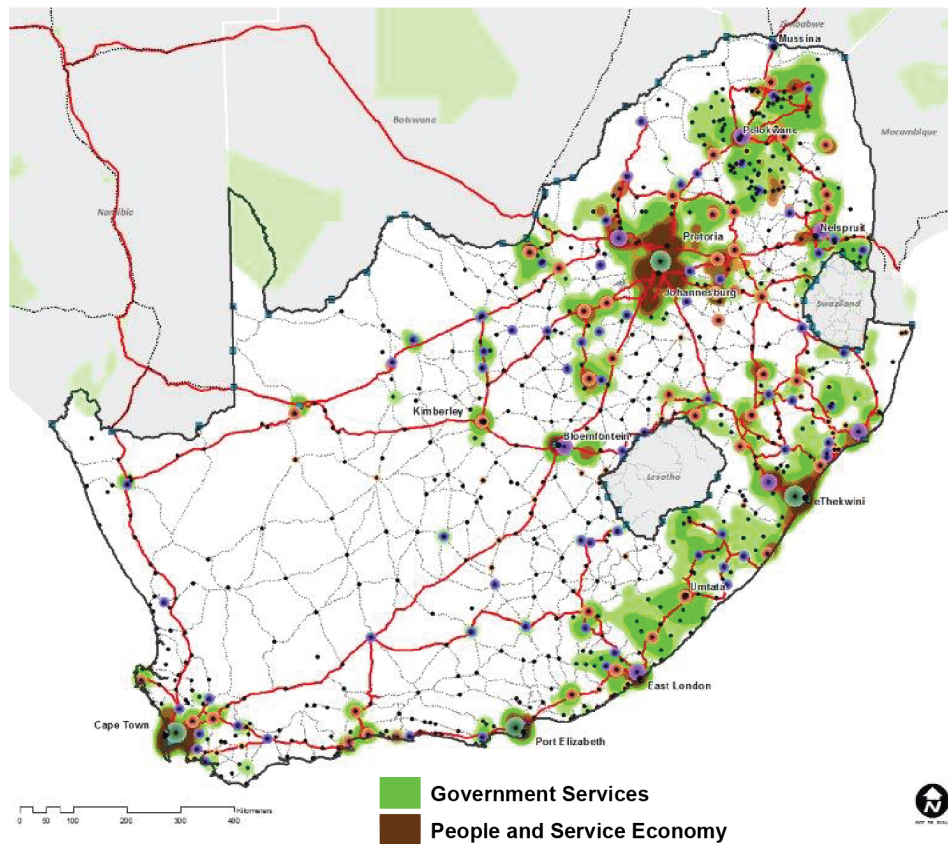 Zimbabwe
Mussina
Botswana
Polokwane
Mocambique
Namibia
Pretoria
Nelspruit
Johannesburg
Swaziland
Kimberley
Bloemfontein
Lesotho
eThekwini
Umtata
East London
Cape Town
Port Elizabeth
Government Services
Kilometers
0 50 100 200 300 400
N
People and Service Economy